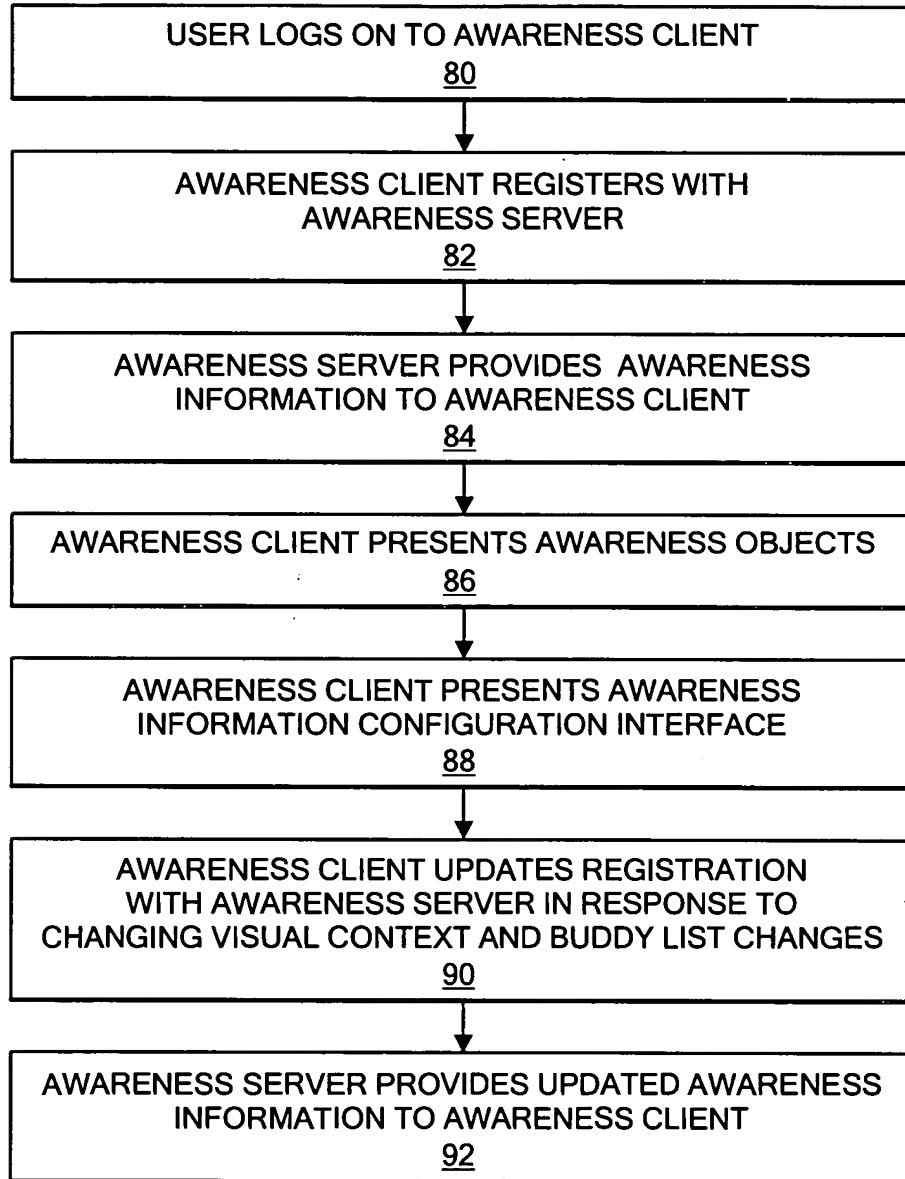 USER LOGS ON TO AWARENESS CLIENT
80
AWARENESS CLIENT REGISTERS WITH
AWARENESS SERVER
82
AWARENESS SERVER PROVIDES AWARENESS
INFORMATION TO AWARENESS CLIENT
84
AWARENESS CLIENT PRESENTS AWARENESS OBJECTS
86
AWARENESS CLIENT PRESENTS AWARENESS
INFORMATION CONFIGURATION INTERFACE
88
AWARENESS CLIENT UPDATES REGISTRATION
WITH AWARENESS SERVER IN RESPONSE TO
CHANGING VISUAL CONTEXT AND BUDDY LIST CHANGES
90
AWARENESS SERVER PROVIDES UPDATED AWARENESS
INFORMATION TO AWARENESS CLIENT
92